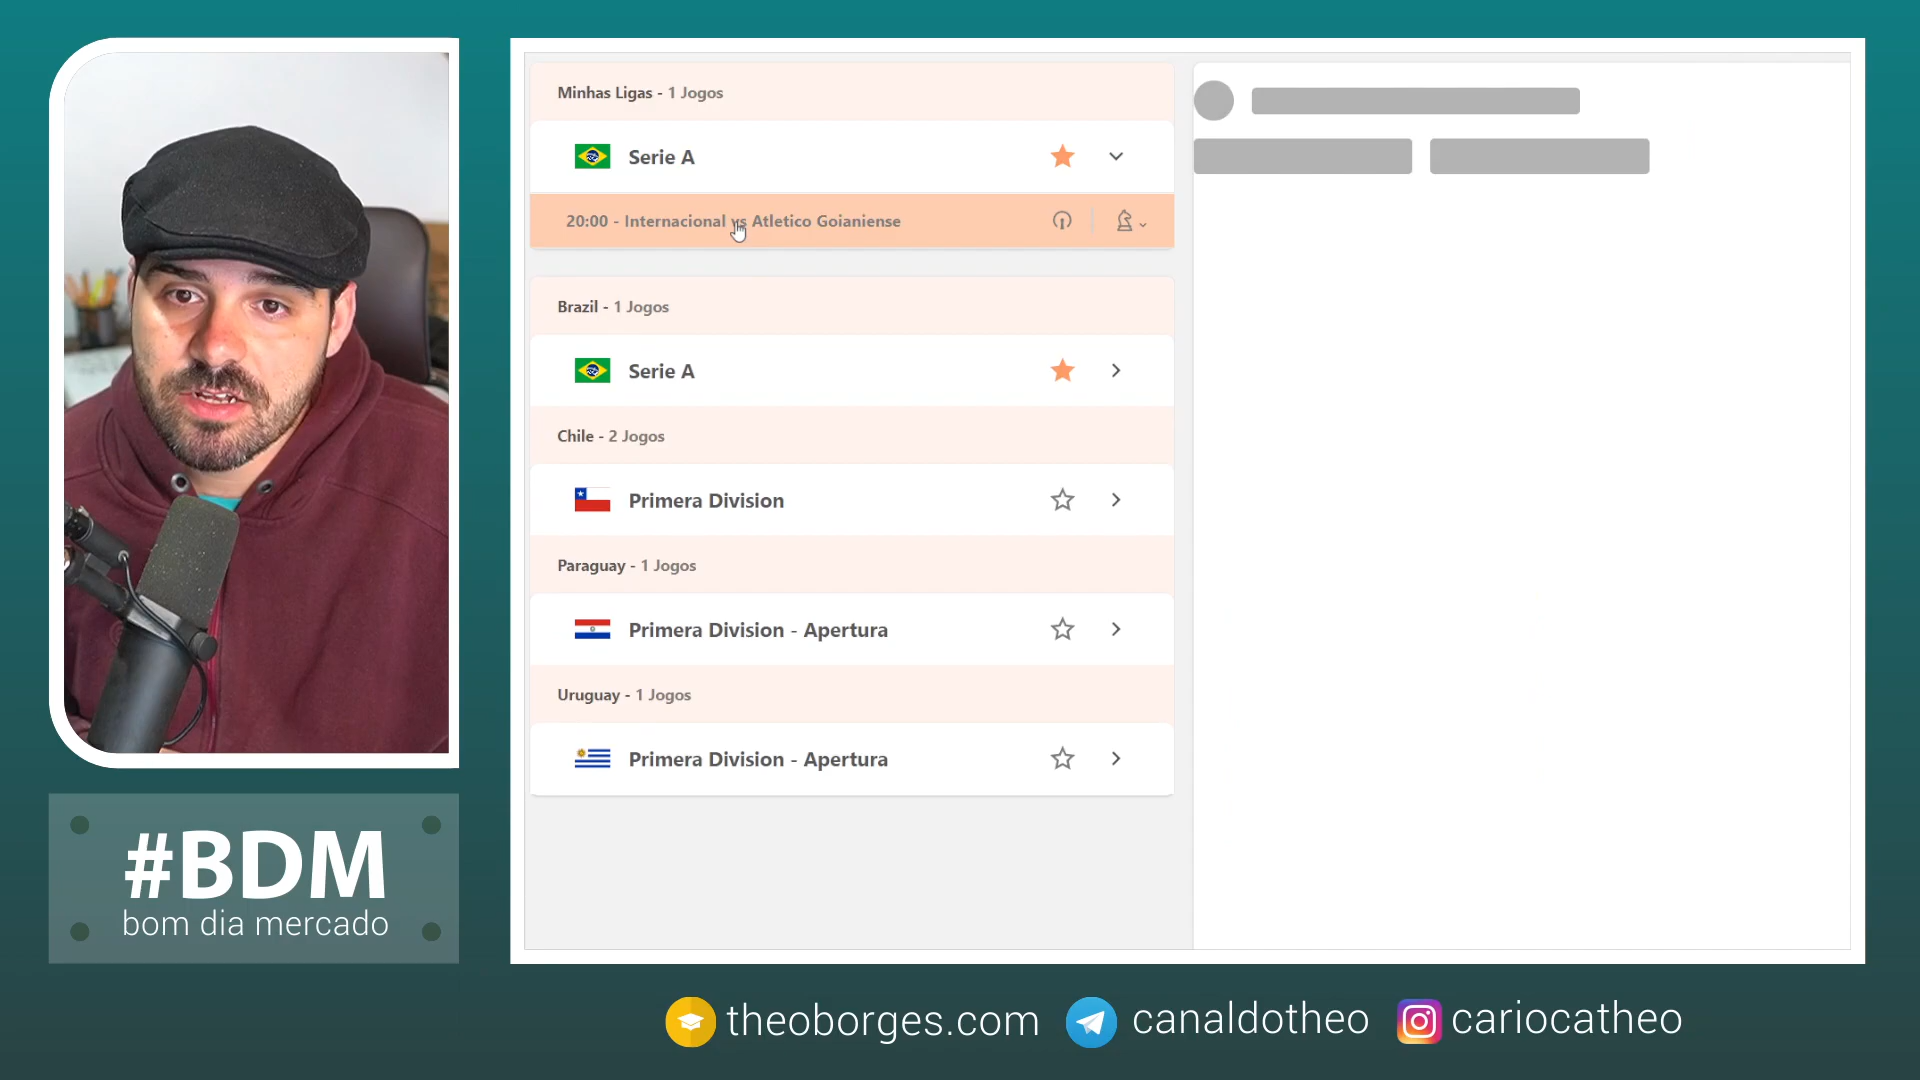 Minhas Ligas - 1 Jogos
Serie A
20:00 - Internacional vs Atletico Goianiense
Brazil - 1 Jogos
Serie A
Chile - 2 Jogos
Primera Division
Paraguay - 1 Jogos
Primera Division - Apertura
Uruguay - 1 Jogos
Primera Division - Apertura
#BDM
bom dia mercado
theoborges.com
canaldotheo
cariocatheo